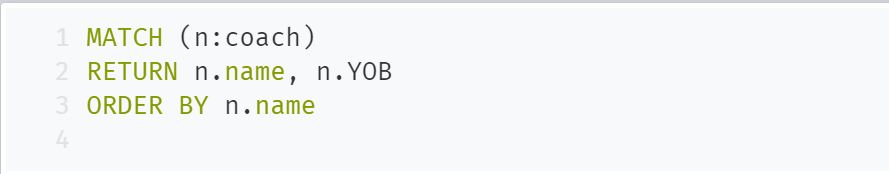 1 MATCH (n:coach)
2 RETURN n.name, n.YOB
3 ORDER BY n.name
4